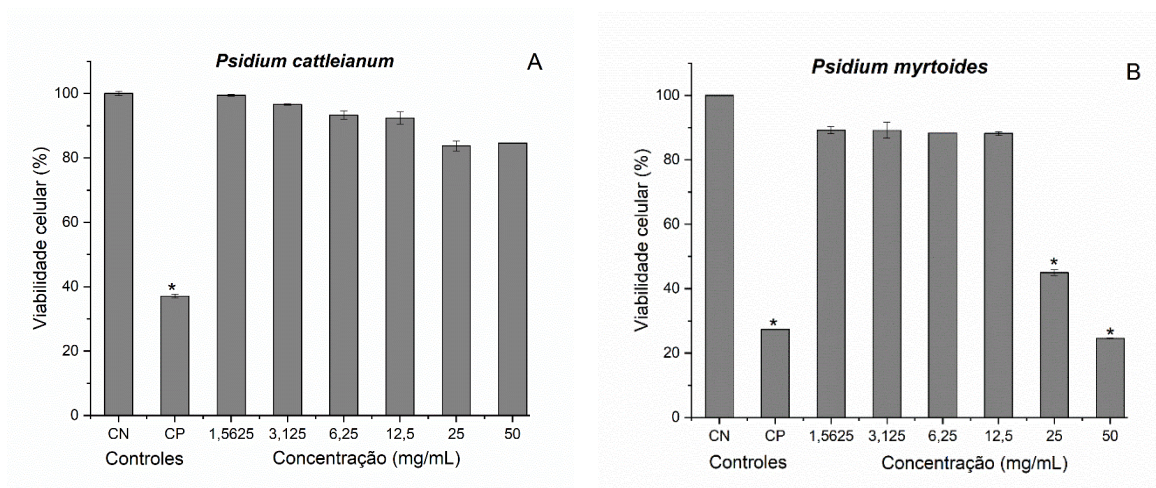 Psidium cattleianum
A
Viabilidade celular (%)
100
80
60
40
20
0
*
CN CP 1,5625 3,125 6,25 12,5 25 50
Controles Concentração (mg/mL)
Psidium myrtoides
B
Viabilidade celular (%)
100
80
60
40
20
0
*
*
*
CN CP 1,5625 3,125 6,25 12,5 25 50
Controles Concentração (mg/mL)